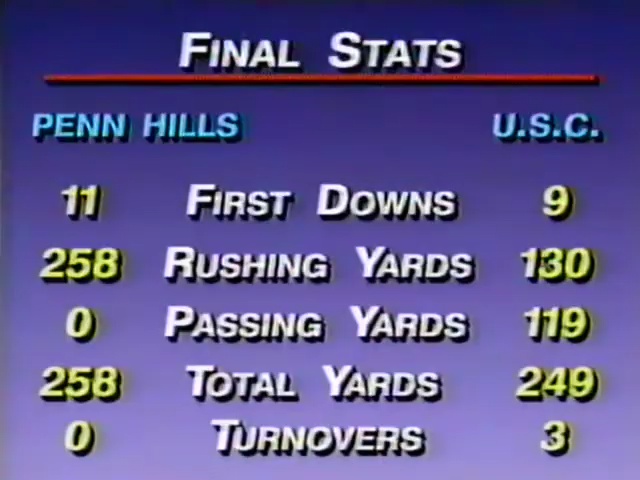 FINAL STATS
PENN HILLS U.S.C.
11 FIRST DOWNS 9
258 RUSHING YARDS 130
0 PASSING YARDS 119
258 TOTAL YARDS 249
0 TURNOVERS 3